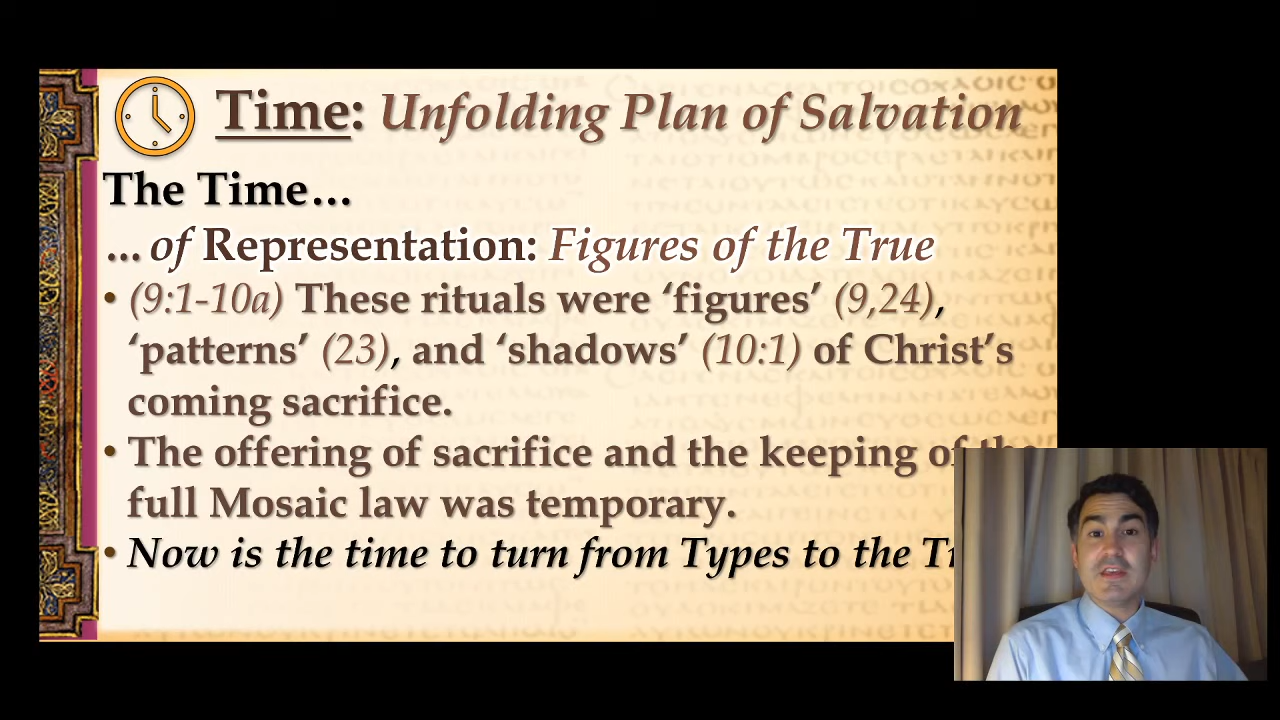 Time: Unfolding Plan of Salvation
The Time…
…of Representation: Figures of the True
• (9:1-10a) These rituals were ‘figures’ (9,24),
‘patterns’ (23), and ‘shadows’ (10:1) of Christ’s
coming sacrifice.
• The offering of sacrifice and the keeping of the
full Mosaic law was temporary.
• Now is the time to turn from Types to the